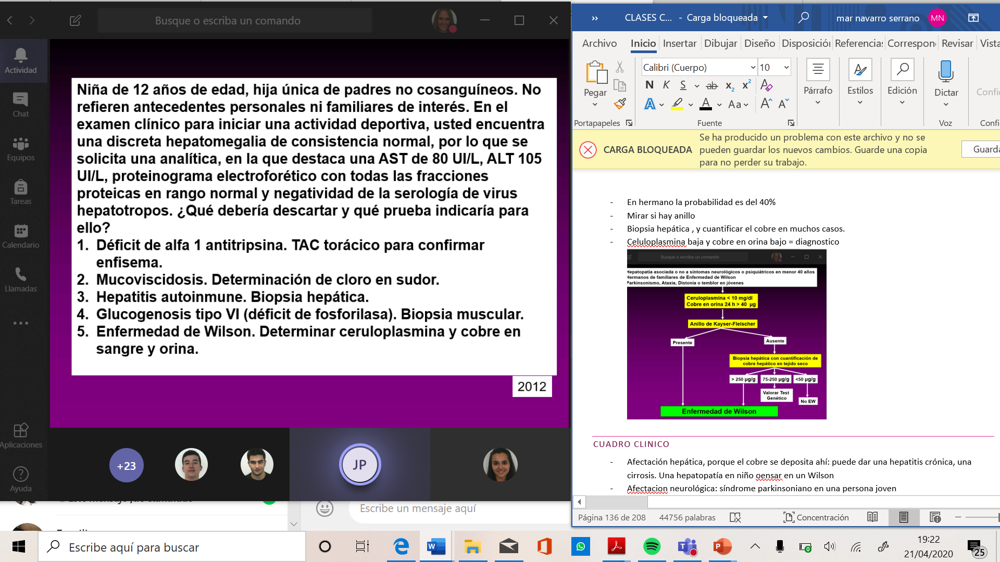 Busque o escriba un comando
Actividad
Chat
Equipos
Tareas
Calendario
Llamadas
Aplicaciones
Ayuda
Niña de 12 años de edad, hija única de padres no cosanguíneos. No
refieren antecedentes personales ni familiares de interés. En el
examen clínico para iniciar una actividad deportiva, usted encuentra
una discreta hepatomegalia de consistencia normal, por lo que se
solicita una analítica, en la que destaca una AST de 80 UI/L, ALT 105
UI/L, proteinograma electroforético con todas las fracciones
proteicas en rango normal y negatividad de la serología de virus
hepatotropos. ¿Qué debería descartar y qué prueba indicaría para
ello?
1. Déficit de alfa 1 antitripsina. TAC torácico para confirmar
enfisema.
2. Mucoviscidosis. Determinación de cloro en sudor.
3. Hepatitis autoinmune. Biopsia hepática.
4. Glucogenosis tipo VI (déficit de fosforilasa). Biopsia muscular.
5. Enfermedad de Wilson. Determinar ceruloplasmina y cobre en
sangre y orina.
2012
+23
JP
Escribe un mensaje aquí
CLASES C... - Carga bloqueada
mar navarro serrano MN
Archivo Inicio Insertar Dibujar Diseño Disposición Referencias Correspon Revisar Vista
Pegar
Calibri (Cuerpo) 10
N K S ab x2 x2 A
A A Aa A A
Párrafo
Estilos
Edición
Dictar
Confi
Portapapeles
Fuente
Voz
Confi
CARGA BLOQUEADA
Se ha producido un problema con este archivo y no se
pueden guardar los nuevos cambios. Guarde una copia
para no perder su trabajo.
Guarda
- En hermano la probabilidad es del 40%
- Mirar si hay anillo
- Biopsia hepática , y cuantificar el cobre en muchos casos.
- Celuloplasmina baja y cobre en orina bajo = diagnostico
Busque o escriba un comando
Hepatopatia asociada o no a síntomas neurológicos o psiquiátricos en menor 40 años
Hermanos de familiares de Enfermedad de Wilson
Parkinsonismo, Ataxia, Distonía o temblor en jóvenes
Ceruloplasmina < 10 mg/dl
Cobre en orina 24 h > 40 µg
Anillo de Kayser-Fleischer
Presente
Ausente
Biopsia hepática con cuantificación de
cobre hepático en tejido seco
> 250 µg/g
75-250 µg/g
<50 µg/g
Valorar Test
Genético
No EW
Enfermedad de Wilson
CUADRO CLINICO
- Afectación hepática, porque el cobre se deposita ahí: puede dar una hepatitis crónica, una
cirrosis. Una hepatopatía en niño oensar en un Wilson
- Afectacion neurológica: síndrome parkinsoniano en una persona joven
Página 136 de 208
44756 palabras
Concentración
Escribe aquí para buscar
19:22
21/04/2020
25